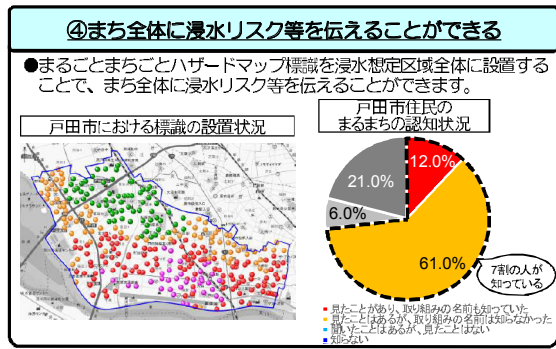 ④まち全体に浸水リスク等を伝えることができる
●まるごとまちごとハザードマップ標識を浸水想定区域全体に設置する
ことで、まち全体に浸水リスク等を伝えることができます。
戸田市における標識の設置状況
戸田市住民の
まるまちの認知状況
12.0%
21.0%
6.0%
61.0%
7割の人が
知っている
見たことがあり、取り組みの名前も知っていた
見たことはあるが、取り組みの名前は知らなかった
聞いたことはあるが、見たことはない
知らない